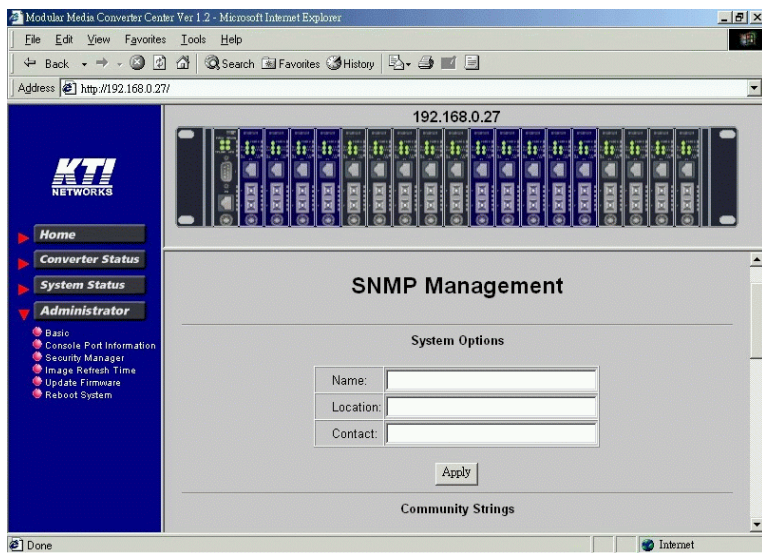 Modular Media Converter Center Ver 1.2 - Microsoft Internet Explorer
File Edit View Favorites Tools Help
Back Search Favorites History
Address http://192.168.0.27/
192.168.0.27
KTI
NETWORKS
Home
Converter Status
System Status
Administrator
Basic
Console Port Information
Security Manager
Image Refresh Time
Update Firmware
Reboot System
SNMP Management
System Options
Name:
Location:
Contact:
Apply
Community Strings
Done Internet